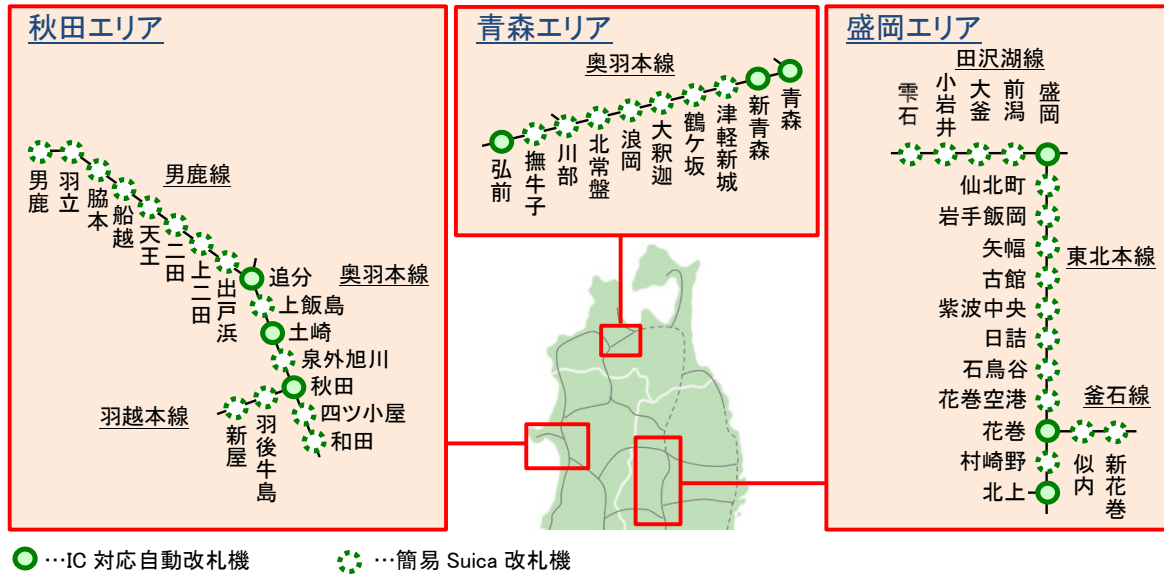 秋田エリア
男鹿線
男鹿
羽立
脇本
船越
天王
二田
上二田
出戸浜
奥羽本線
追分
上飯島
土崎
泉外旭川
秋田
四ツ小屋
和田
羽越本線
新屋
羽後牛島
青森エリア
奥羽本線
弘前
撫牛子
川部
北常盤
浪岡
大釈迦
鶴ケ坂
津軽新城
新青森
青森
盛岡エリア
田沢湖線
雫石
小岩井
大釜
前潟
盛岡
仙北町
岩手飯岡
矢幅
東北本線
古館
紫波中央
日詰
石鳥谷
花巻空港
釜石線
花巻
似内
新花巻
村崎野
北上
…IC 対応自動改札機
…簡易 Suica 改札機